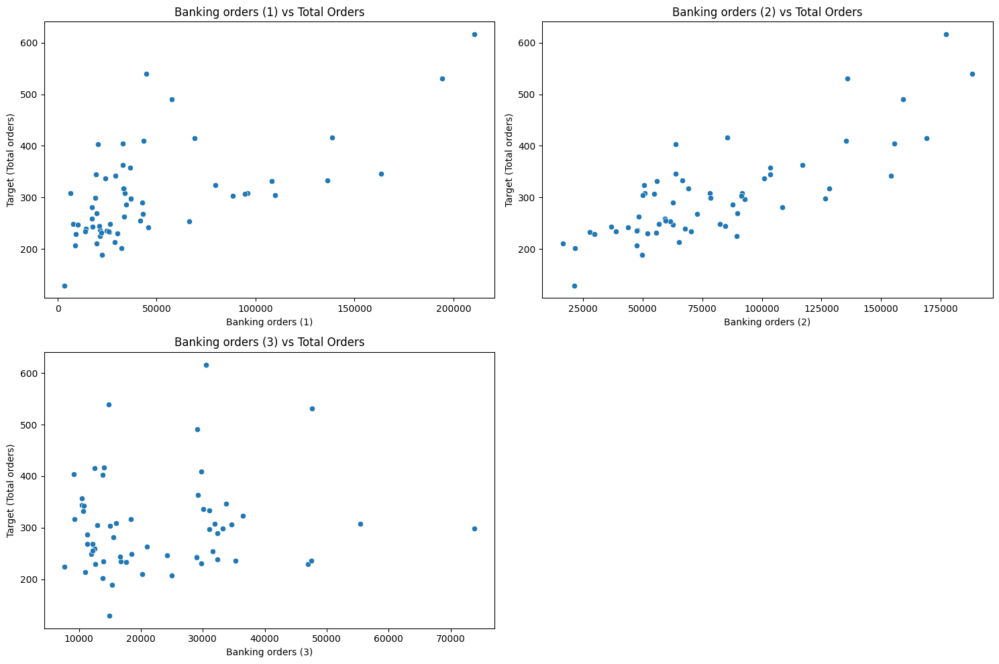 Banking orders (1) vs Total Orders
Target (Total orders)
600
500
400
300
200
0 50000 100000 150000 200000
Banking orders (1)
Banking orders (2) vs Total Orders
Target (Total orders)
600
500
400
300
200
25000 50000 75000 100000 125000 150000 175000
Banking orders (2)
Banking orders (3) vs Total Orders
Target (Total orders)
600
500
400
300
200
10000 20000 30000 40000 50000 60000 70000
Banking orders (3)